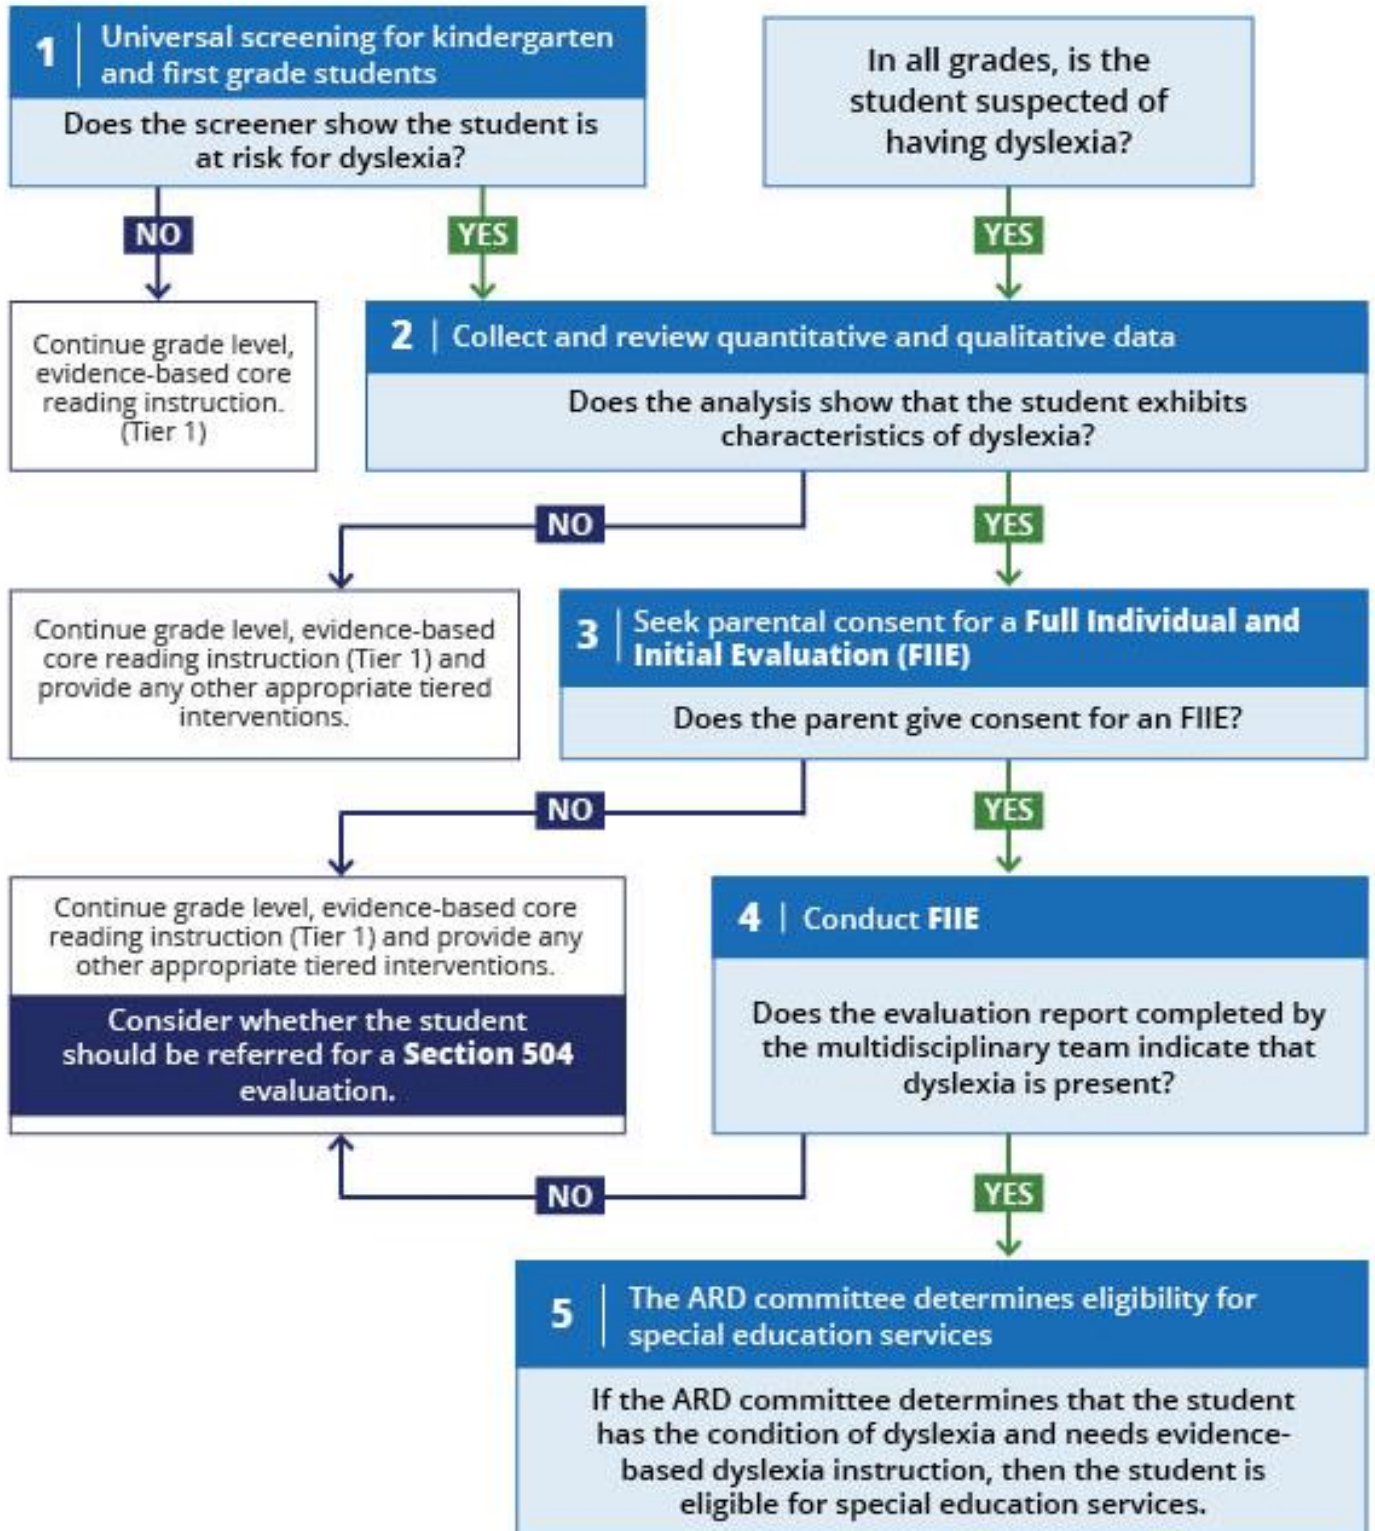 1
Universal screening for kindergarten
and first grade students
Does the screener show the student is
at risk for dyslexia?
In all grades, is the
student suspected of
having dyslexia?
NO
YES
YES
Continue grade level,
evidence-based core
reading instruction.
(Tier 1)
2
Collect and review quantitative and qualitative data
Does the analysis show that the student exhibits
characteristics of dyslexia?
NO
YES
Continue grade level, evidence-based
core reading instruction (Tier 1) and
provide any other appropriate tiered
interventions.
3
Seek parental consent for a Full Individual and
Initial Evaluation (FIIE)
Does the parent give consent for an FIIE?
NO
YES
Continue grade level, evidence-based core
reading instruction (Tier 1) and provide any
other appropriate tiered interventions.
Consider whether the student
should be referred for a Section 504
evaluation.
4
Conduct FIIE
Does the evaluation report completed by
the multidisciplinary team indicate that
dyslexia is present?
NO
YES
5
The ARD committee determines eligibility for
special education services
If the ARD committee determines that the student
has the condition of dyslexia and needs evidence-
based dyslexia instruction, then the student is
eligible for special education services.